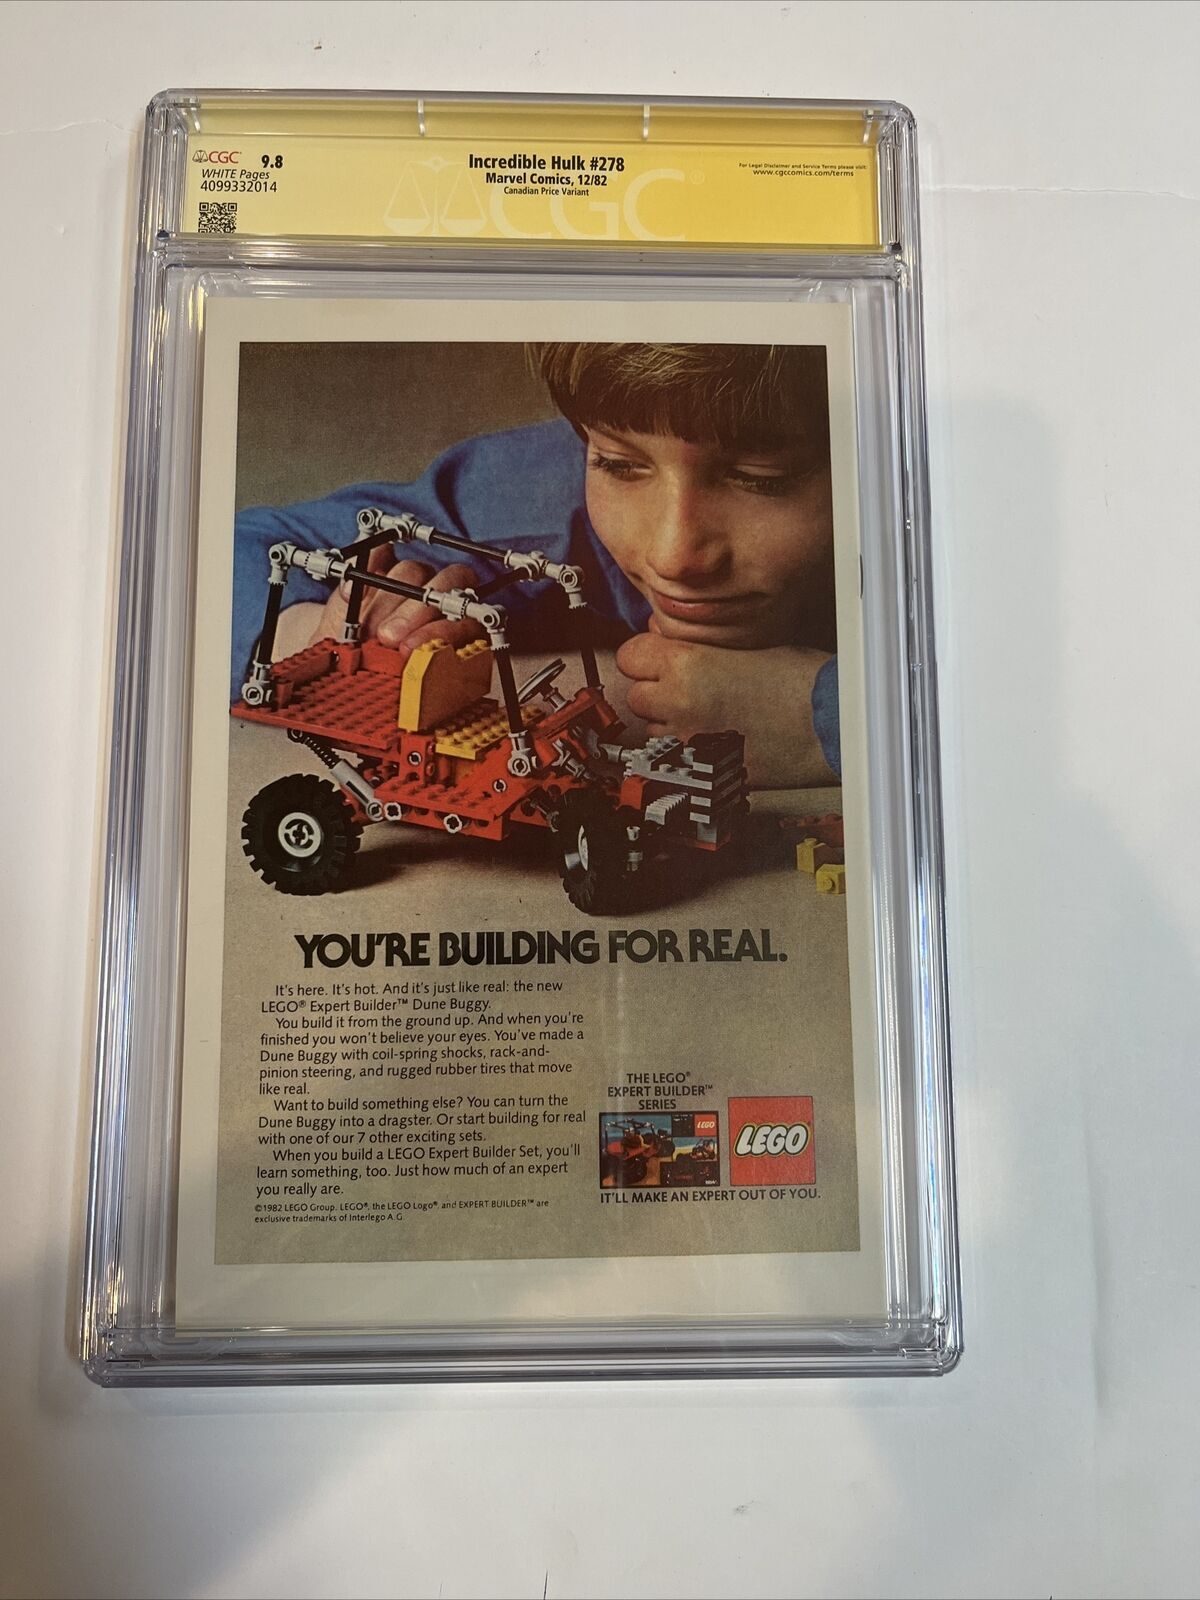 CGC 9.8
WHITE Pages
4099332014
Incredible Hulk #278
Marvel Comics, 12/82
Canadian Price Variant
For Legal Disclaimer and Service Terms please visit:
www.cgccomics.com/terms
CGC®
YOU'RE BUILDING FOR REAL.
It's here. It's hot. And it's just like real: the new
LEGO® Expert Builder™ Dune Buggy.
You build it from the ground up. And when you're
finished you won't believe your eyes. You've made a
Dune Buggy with coil-spring shocks, rack-and-
pinion steering, and rugged rubber tires that move
like real.
Want to build something else? You can turn the
Dune Buggy into a dragster. Or start building for real
with one of our 7 other exciting sets.
When you build a LEGO Expert Builder Set, you'll
learn something, too. Just how much of an expert
you really are.
©1982 LEGO Group. LEGO®, the LEGO Logo®, and EXPERT BUILDER™ are
exclusive trademarks of Interlego A.G.
THE LEGO®
EXPERT BUILDER™
SERIES
LEGO
LEGO
IT'LL MAKE AN EXPERT OUT OF YOU.